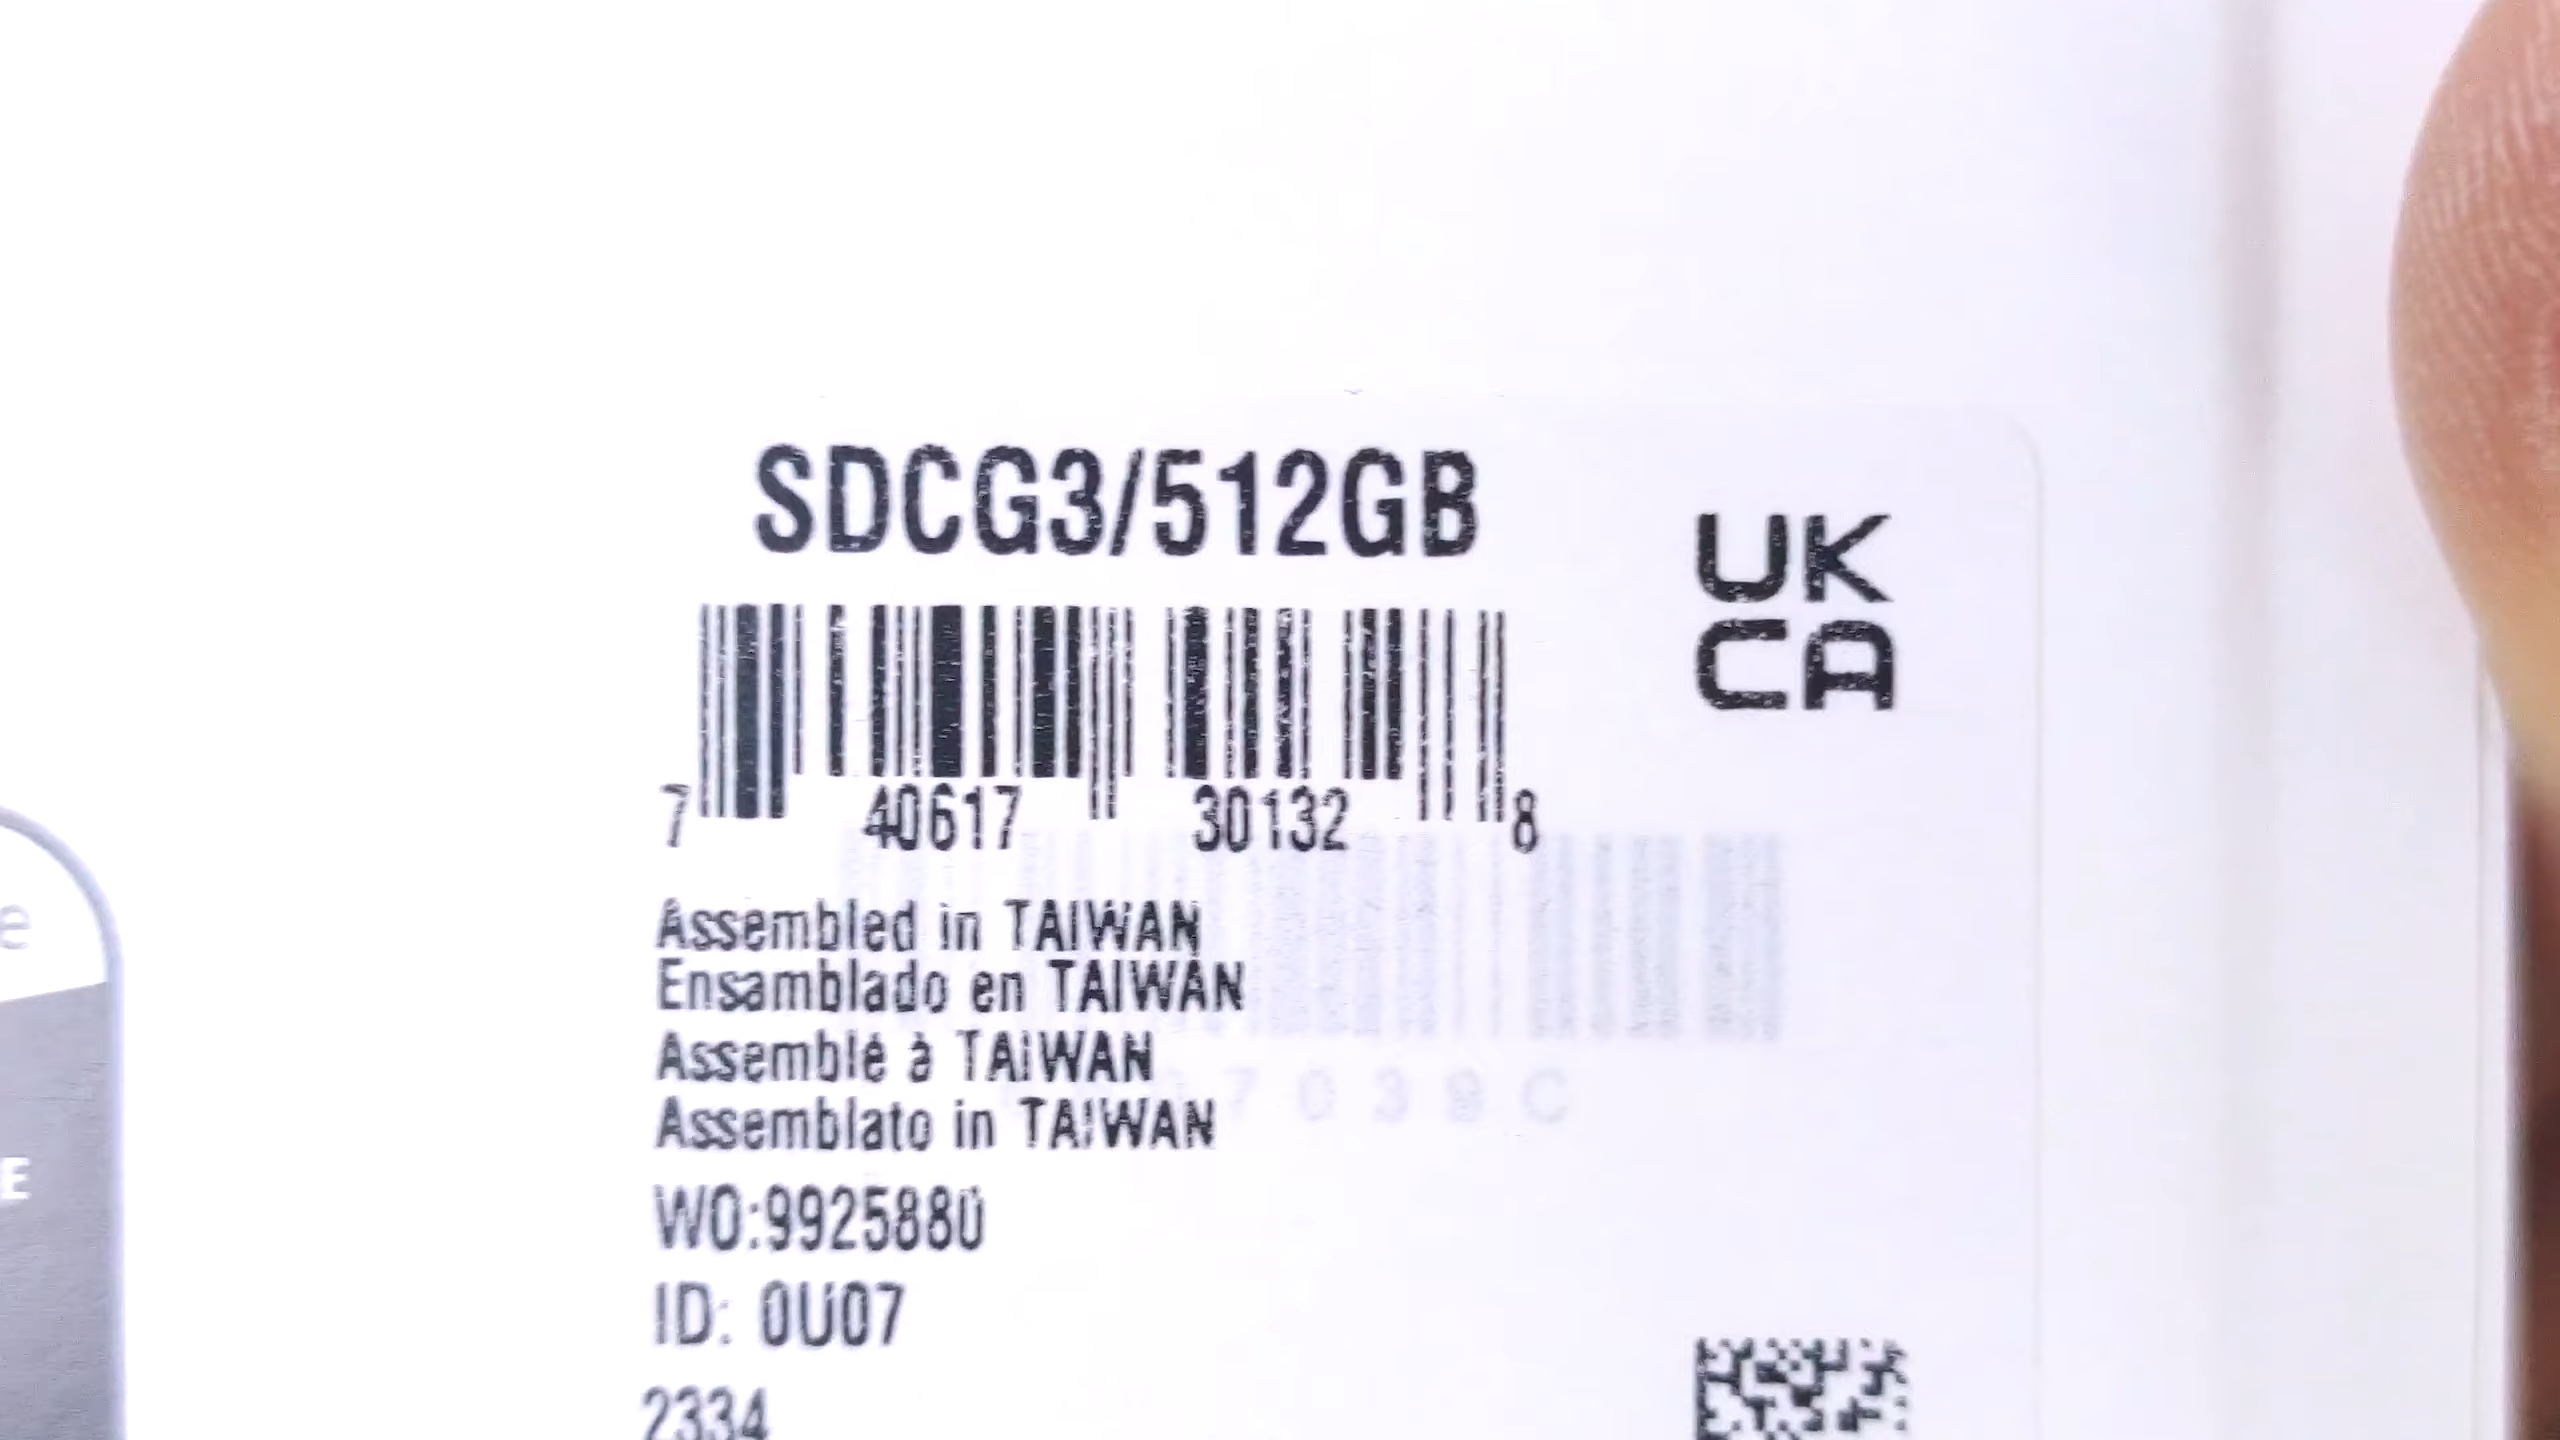 SDCG3/512GB
UK
CA
7 40617 30132 8
Assembled in TAIWAN
Ensamblado en TAIWAN
Assemblé à TAIWAN
Assemblato in TAIWAN
WO:9925880
ID: 0U07
2334
e
E